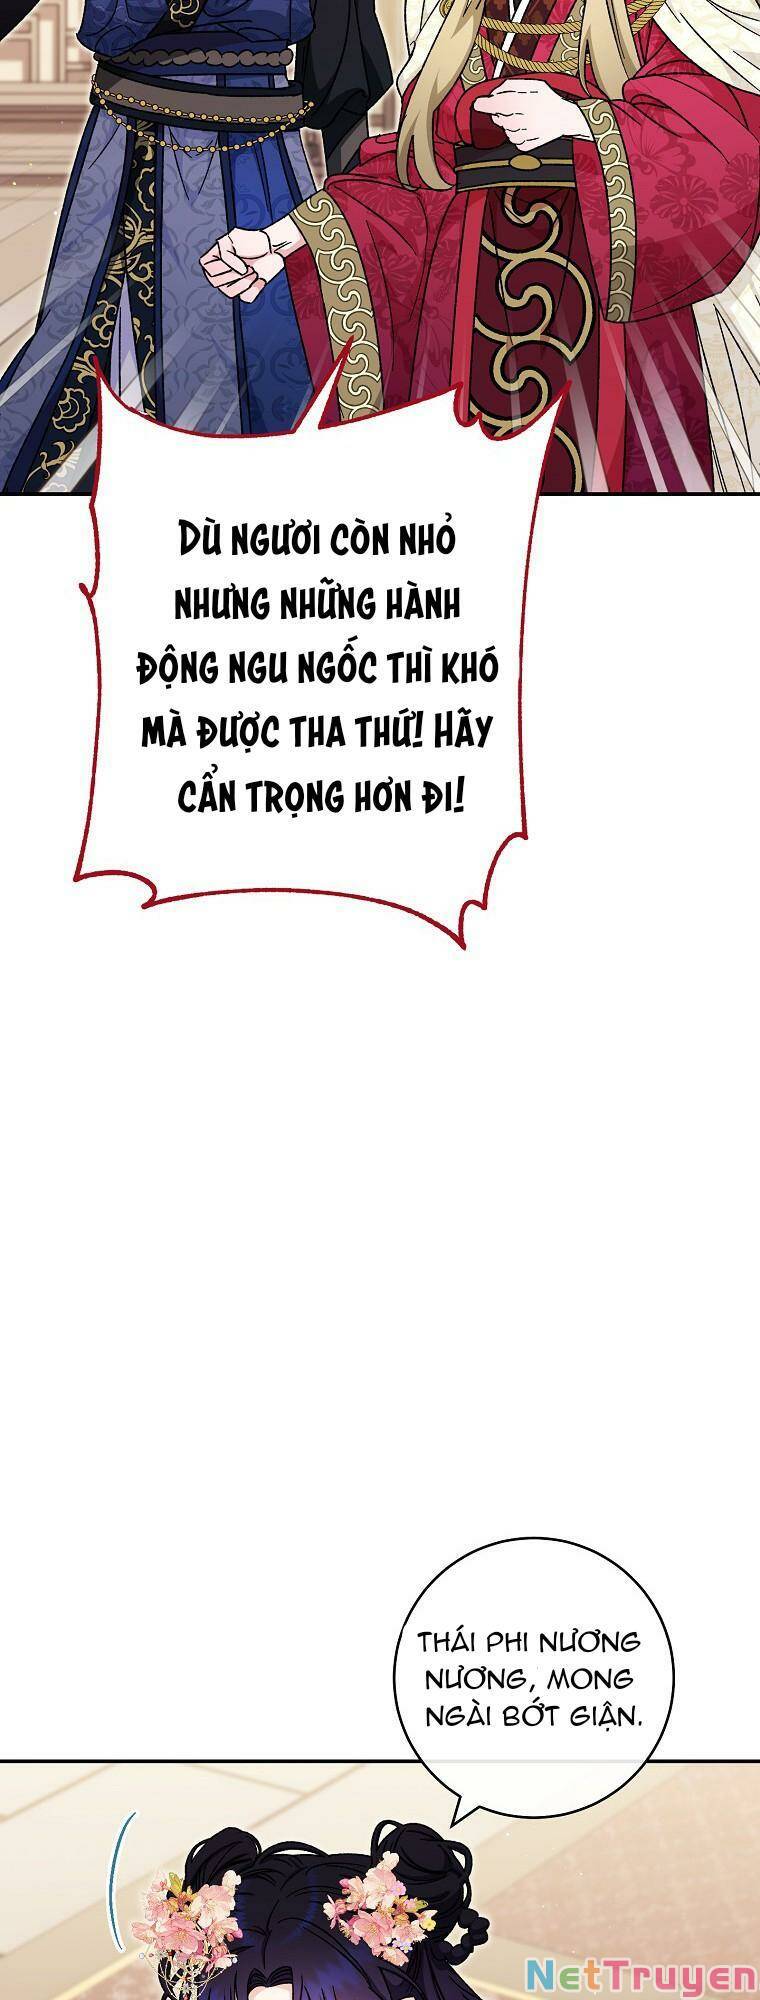 DÙ NGƯƠI CÒN NHỎ
NHƯNG NHỮNG HÀNH
ĐỘNG NGU NGỐC THÌ KHÓ
MÀ ĐƯỢC THA THỨ! HÃY
CẨN TRỌNG HƠN ĐI!
THÁI PHI NƯƠNG
NƯƠNG, MONG
NGÀI BỚT GIẬN.
NetTruyen